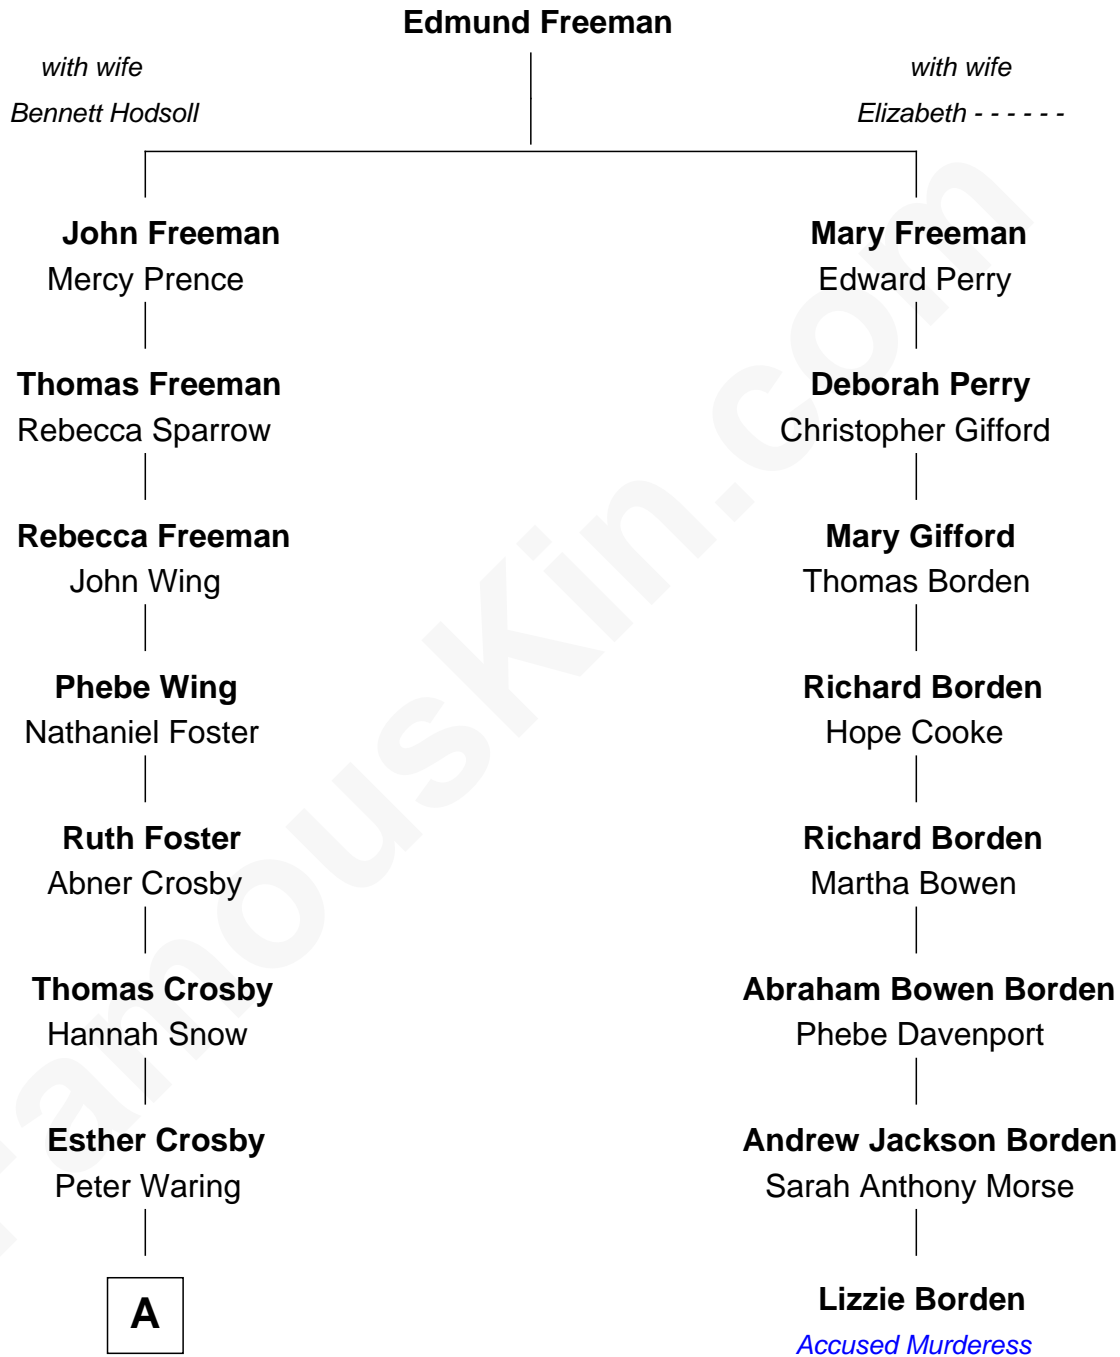 Edmund Freeman
with wife
Bennett Hodsoll
with wife
Elizabeth - - - - - -
John Freeman
Mercy Prence
Mary Freeman
Edward Perry
Thomas Freeman
Rebecca Sparrow
Deborah Perry
Christopher Gifford
Rebecca Freeman
John Wing
Mary Gifford
Thomas Borden
Phebe Wing
Nathaniel Foster
Richard Borden
Hope Cooke
Ruth Foster
Abner Crosby
Richard Borden
Martha Bowen
Thomas Crosby
Hannah Snow
Abraham Bowen Borden
Phebe Davenport
Esther Crosby
Peter Waring
Andrew Jackson Borden
Sarah Anthony Morse
A
Lizzie Borden
Accused Murderess
FamousKin.com